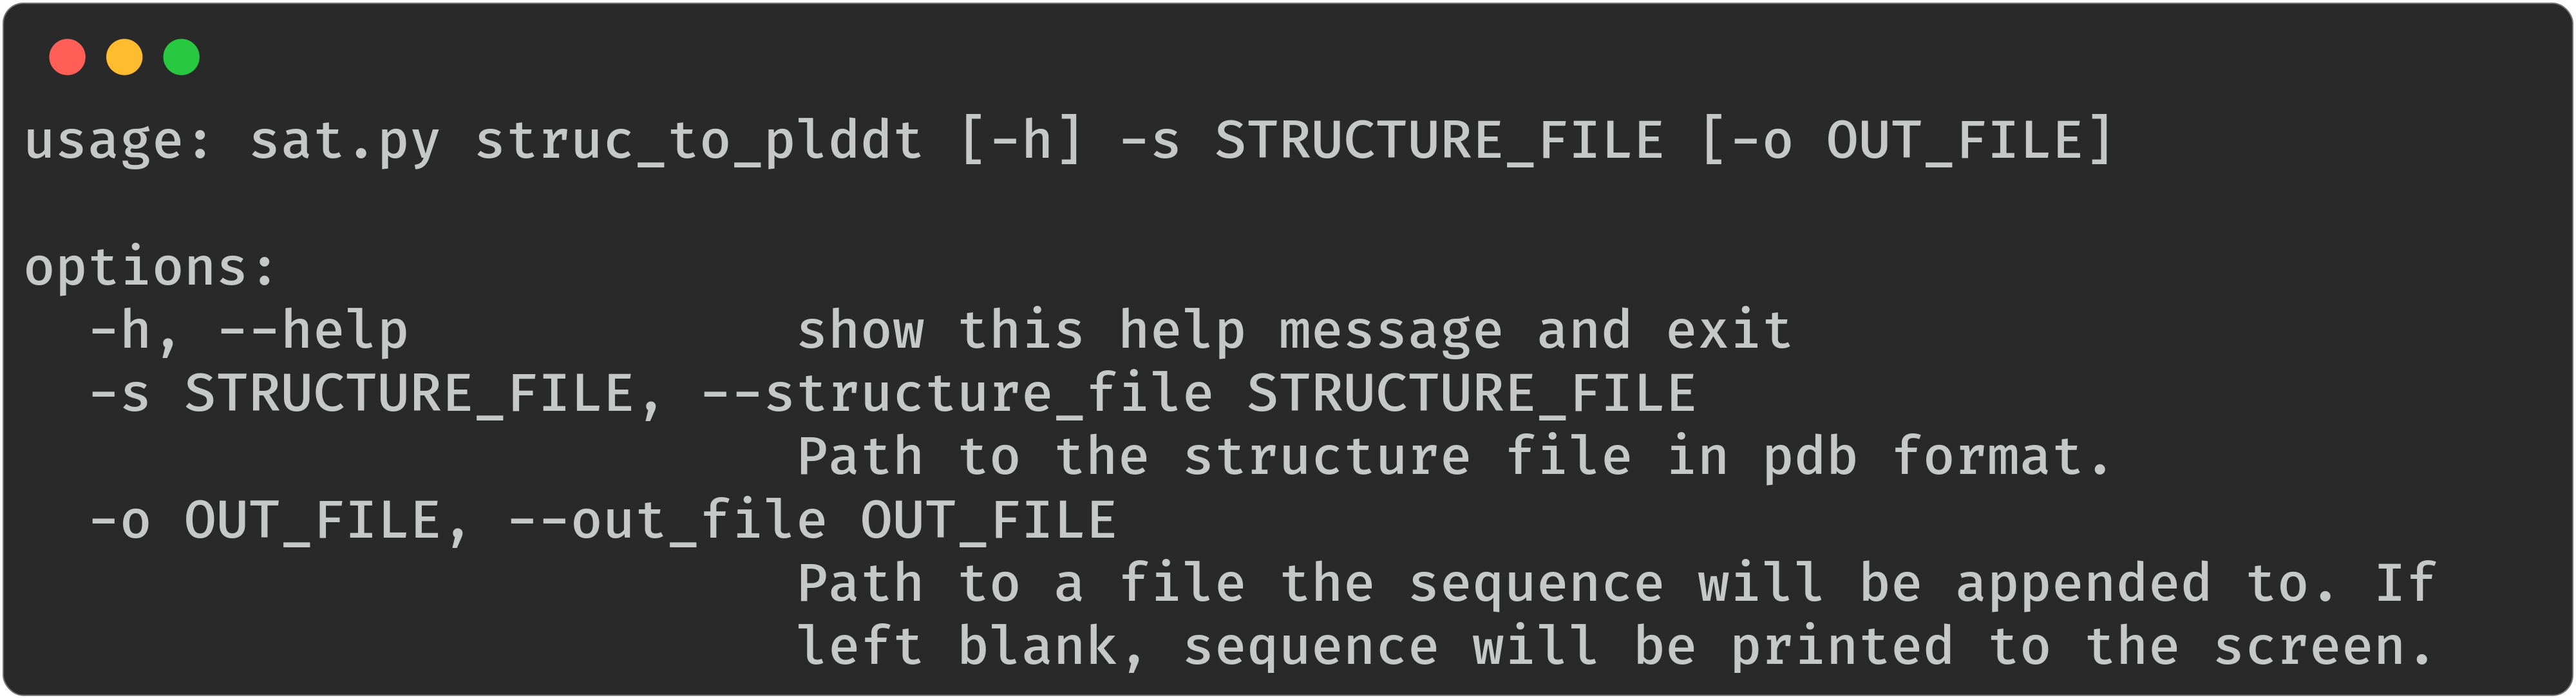 usage: sat.py struc_to_plddt [-h] -s STRUCTURE_FILE [-o OUT_FILE]

options:
  -h, --help            show this help message and exit
  -s STRUCTURE_FILE, --structure_file STRUCTURE_FILE
                        Path to the structure file in pdb format.
  -o OUT_FILE, --out_file OUT_FILE
                        Path to a file the sequence will be appended to. If
                        left blank, sequence will be printed to the screen.